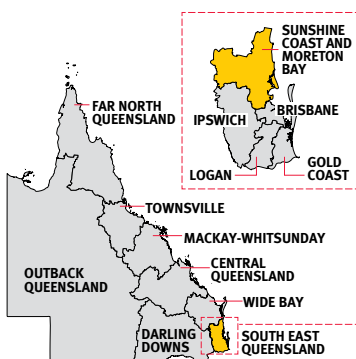 SUNSHINE
COAST AND
MORETON
BAY
BRISBANE
IPSWICH
LOGAN
GOLD
COAST
FAR NORTH
QUEENSLAND
TOWNSVILLE
MACKAY-WHITSUNDAY
CENTRAL
QUEENSLAND
OUTBACK
QUEENSLAND
WIDE BAY
DARLING
DOWNS
SOUTH EAST
QUEENSLAND